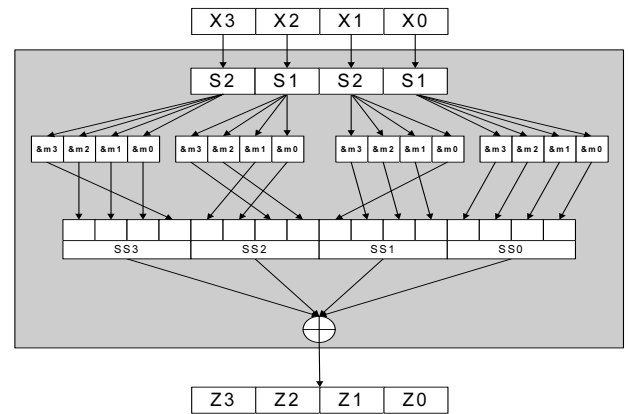 X3 X2 X1 X0
S2 S1 S2 S1
&m3 &m2 &m1 &m0 &m3 &m2 &m1 &m0 &m3 &m2 &m1 &m0 &m3 &m2 &m1 &m0
SS3 SS2 SS1 SS0
Z3 Z2 Z1 Z0